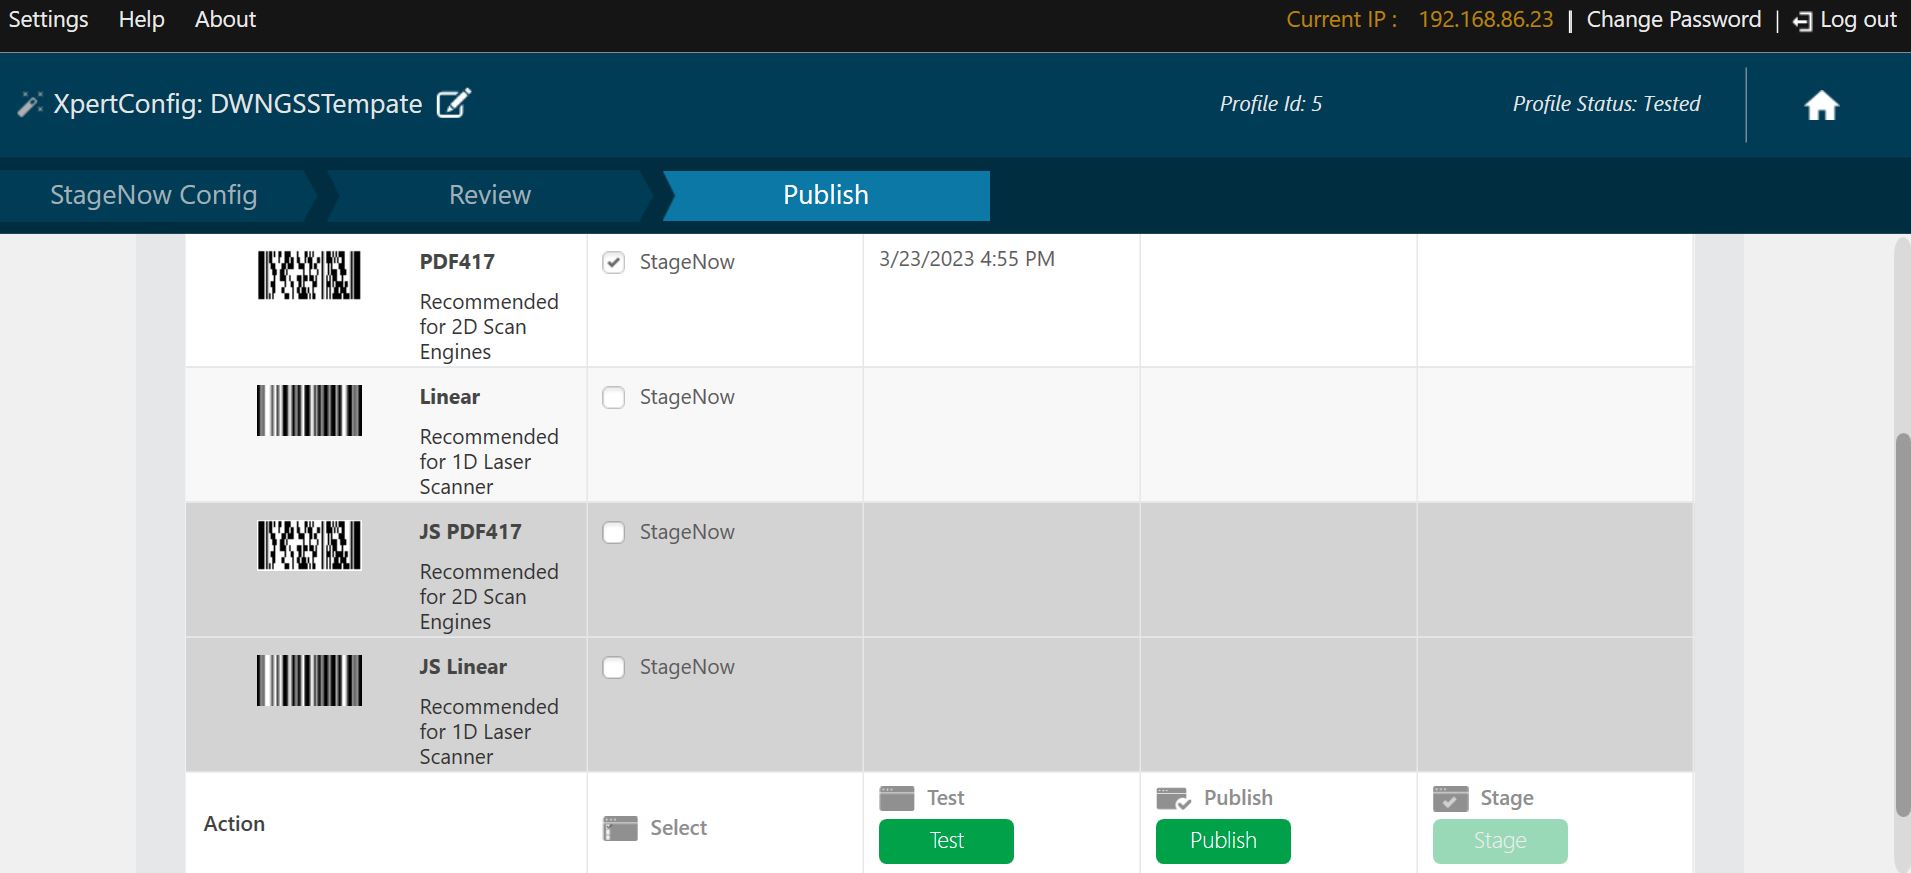 Settings Help About Current IP : 192.168.86.23 | Change Password | Log out
XpertConfig: DWNGSSTempate Profile Id: 5 Profile Status: Tested
StageNow Config Review Publish
PDF417 StageNow 3/23/2023 4:55 PM
Recommended
for 2D Scan
Engines
Linear StageNow
Recommended
for 1D Laser
Scanner
JS PDF417 StageNow
Recommended
for 2D Scan
Engines
JS Linear StageNow
Recommended
for 1D Laser
Scanner
Action Select Test Publish Stage
Test Publish Stage